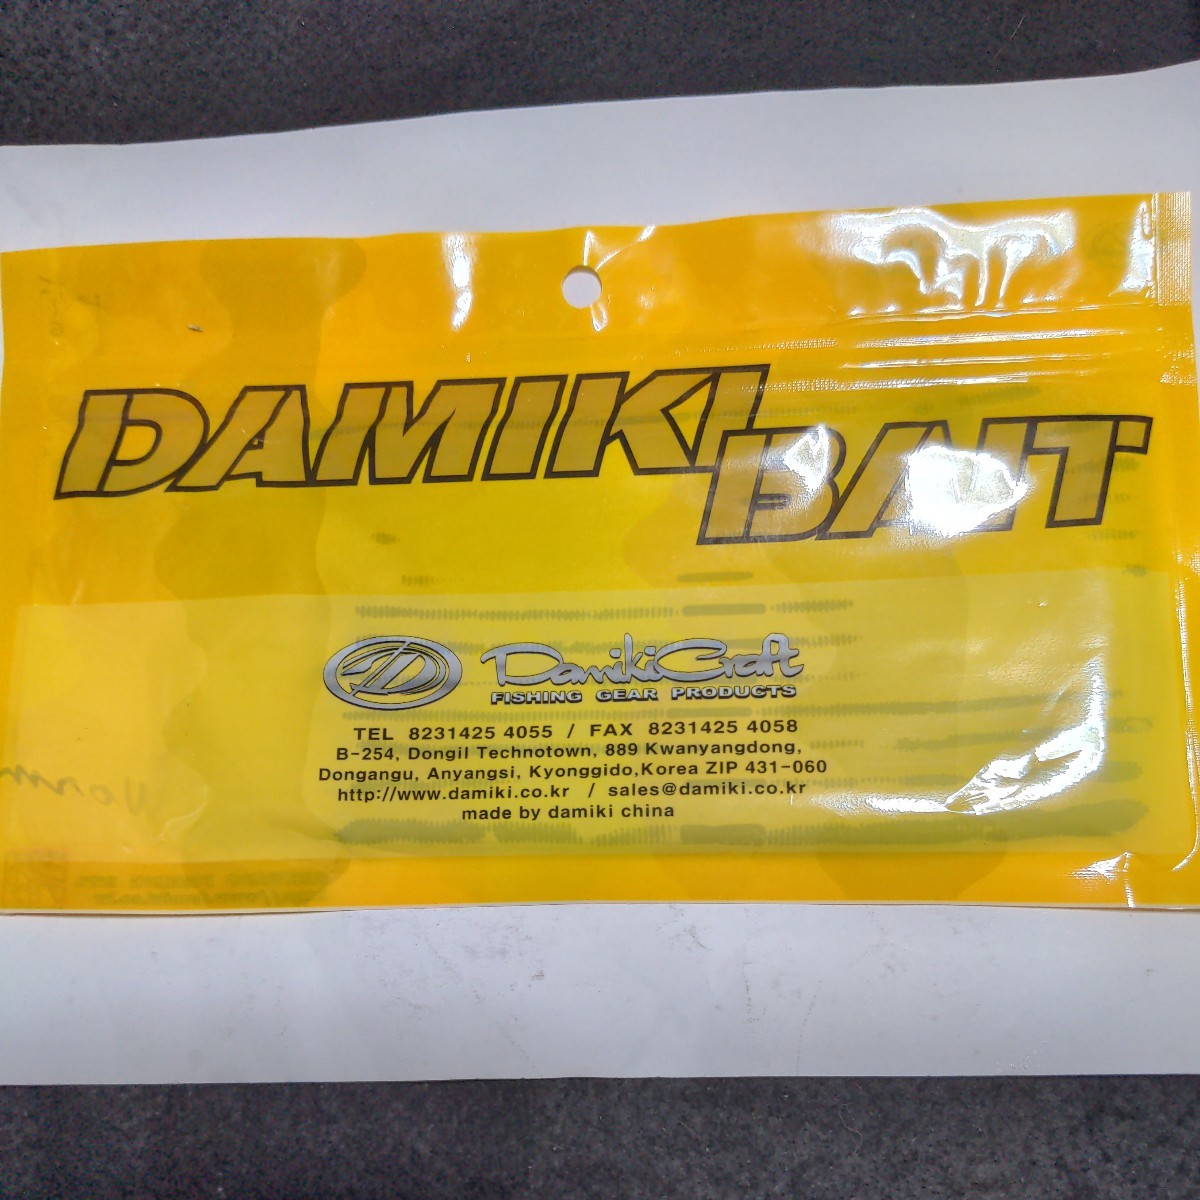 DAMIKI
BAIT
DamikiCraft
FISHING GEAR PRODUCTS
TEL 8231425 4055 / FAX 8231425 4058
B-254, Dongil Technotown, 889 Kwanyangdong,
Dongangu, Anyangsi, Kyonggido,Korea ZIP 431-060
http://www.damiki.co.kr / sales@damiki.co.kr
made by damiki china